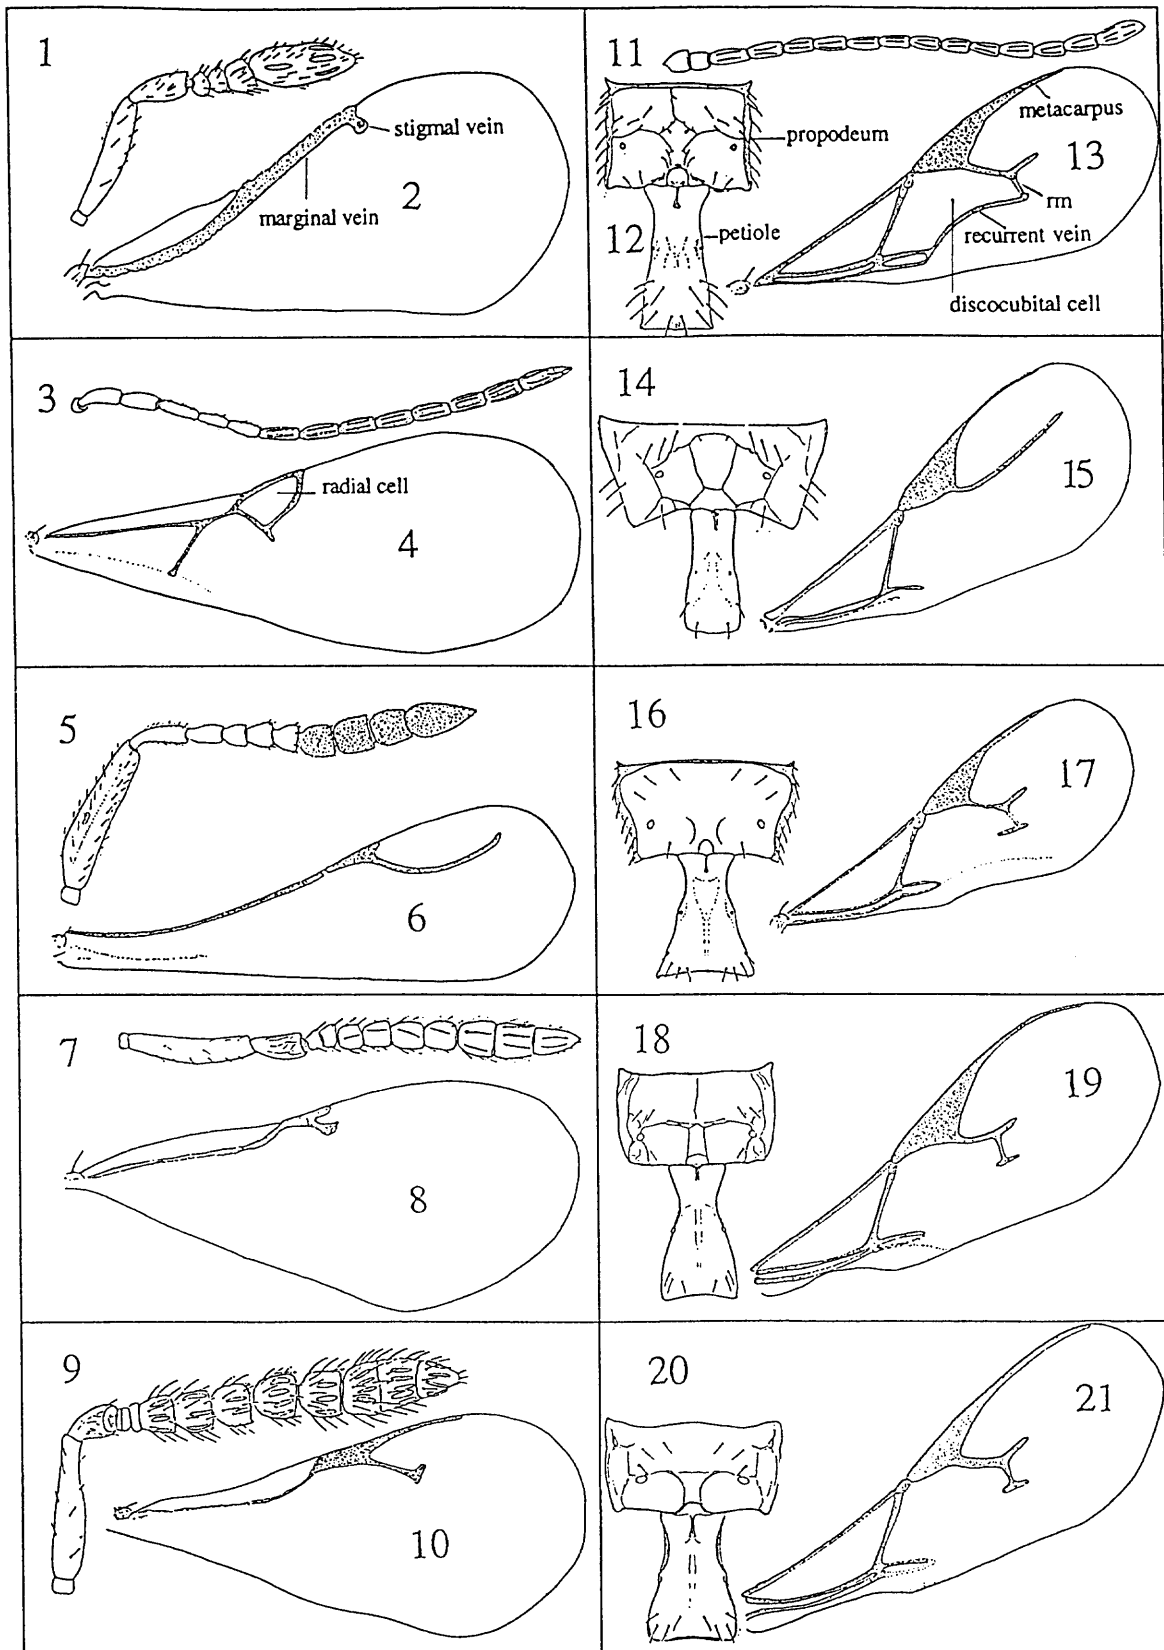 1
stigmal vein
marginal vein
2
3
radial cell
4
5
6
7
8
9
10
11
metacarpus
propodeum
13
rm
recurrent vein
12
petiole
discocubital cell
14
15
16
17
18
19
20
21